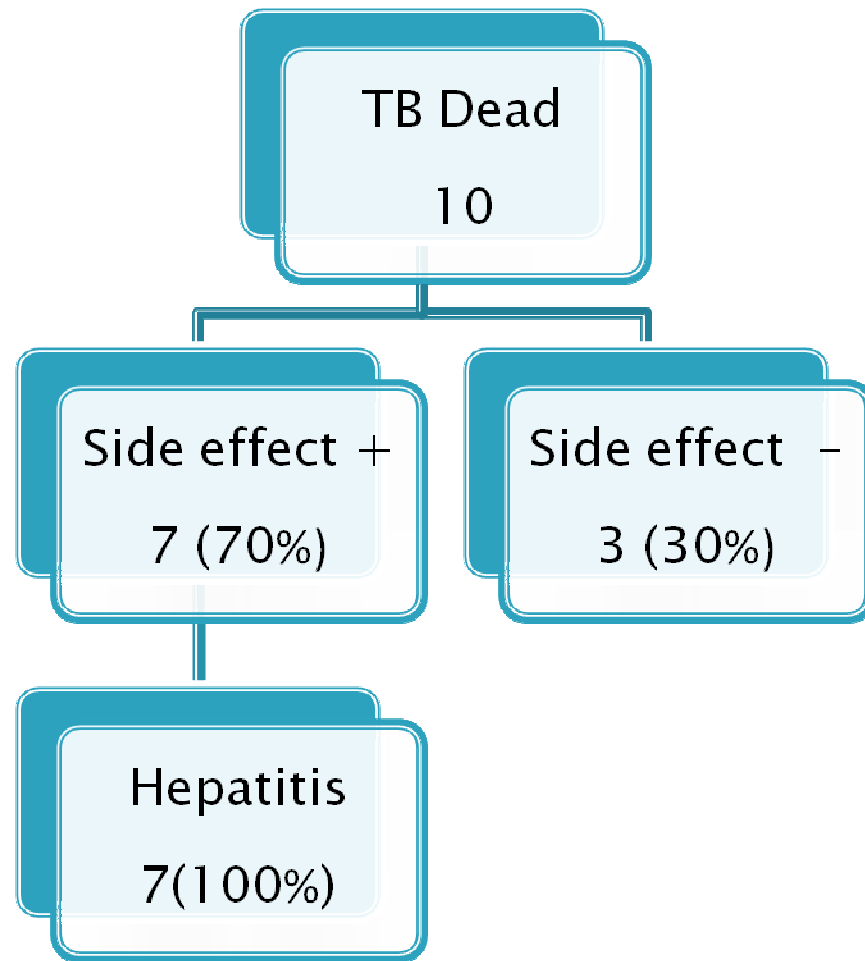 TB Dead
10
Side effect +
7 (70%)
Side effect -
3 (30%)
Hepatitis
7(100%)